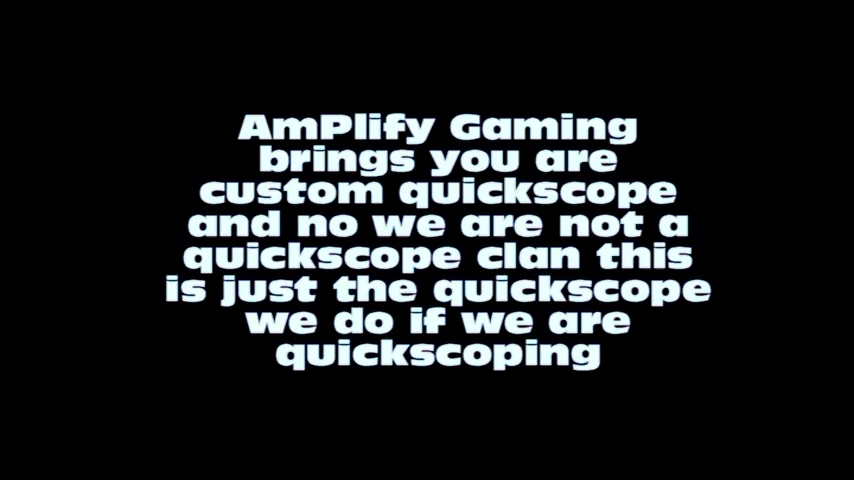 AmPlify Gaming
brings you are
custom quickscope
and no we are not a
quickscope clan this
is just the quickscope
we do if we are
quickscoping